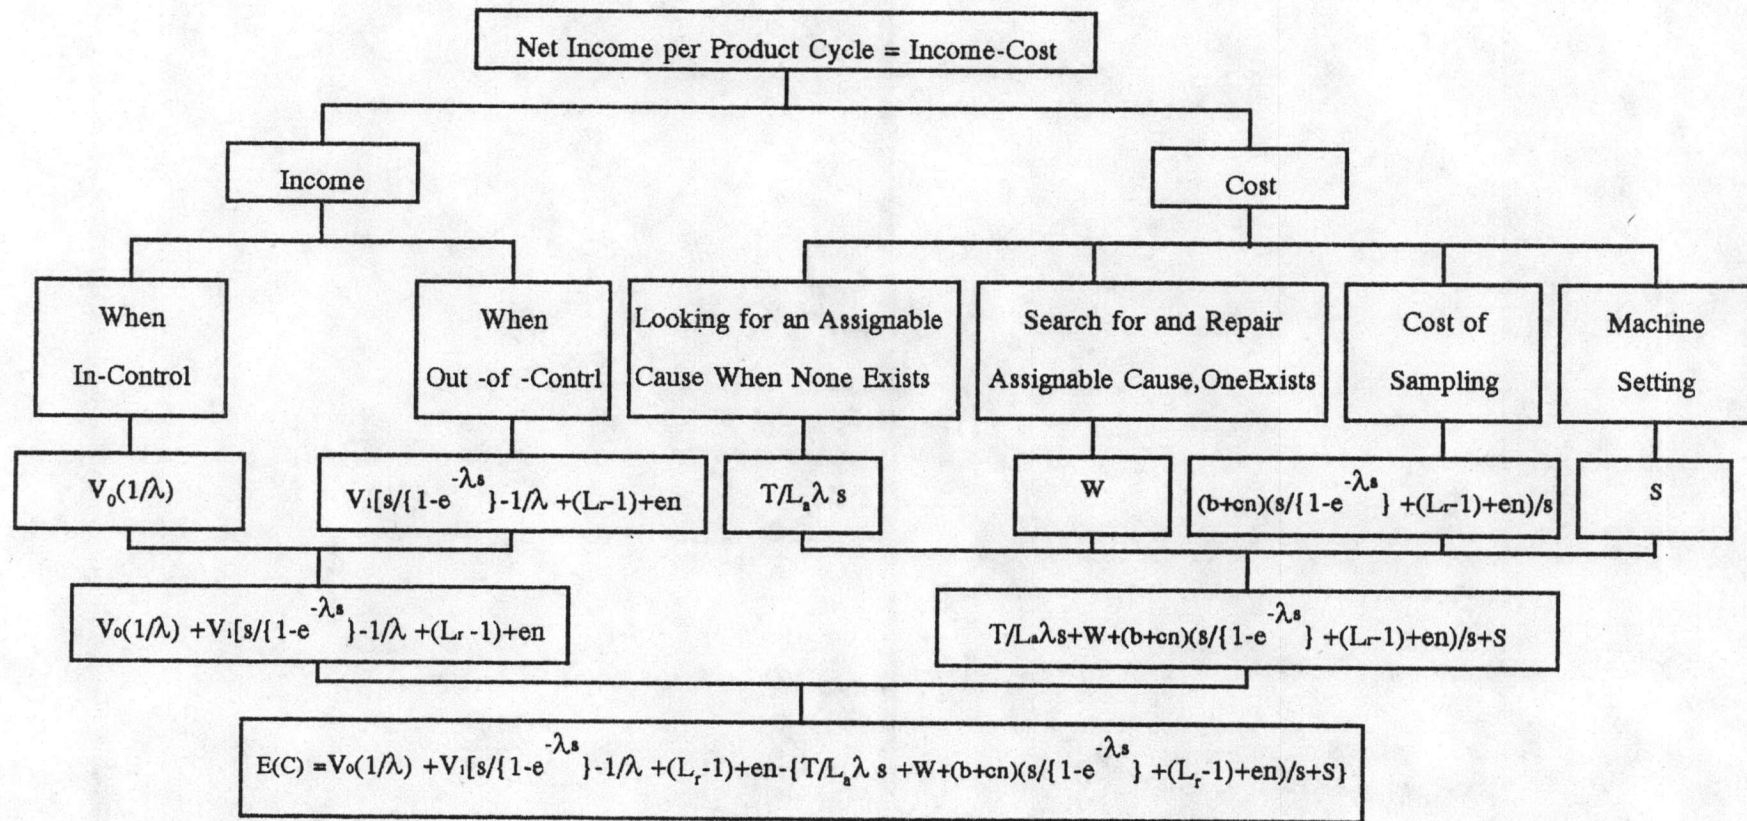 Net Income per Product Cycle = Income-Cost
Income
Cost
When
In-Control
When
Out -of -Contrl
Looking for an Assignable
Cause When None Exists
Search for and Repair
Assignable Cause,OneExists
Cost of
Sampling
Machine
Setting
V₀(1/λ)
V₁[s/{1-e^-λs}-1/λ +(Lᵣ-1)+en
T/Lₐλ s
W
(b+cn)(s/{1-e^-λs} +(Lᵣ-1)+en)/s
S
V₀(1/λ) +V₁[s/{1-e^-λs}-1/λ +(Lᵣ -1)+en
T/Lₐλs+W+(b+cn)(s/{1-e^-λs} +(Lᵣ-1)+en)/s+S
E(C) =V₀(1/λ) +V₁[s/{1-e^-λs}-1/λ +(Lᵣ-1)+en-{T/Lₐλ s +W+(b+cn)(s/{1-e^-λs} +(Lᵣ-1)+en)/s+S}